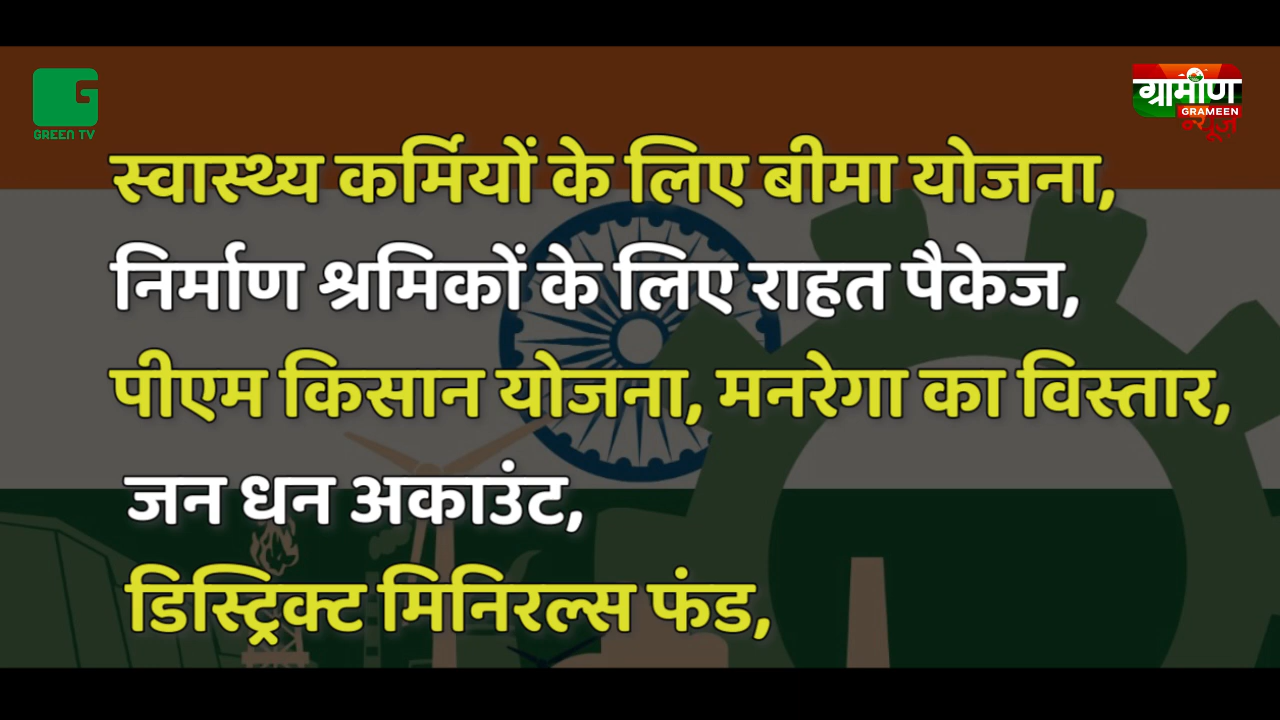 GREEN TV
ग्रामीण
GRAMEEN
न्यूज़
स्वास्थ्य कर्मियों के लिए बीमा योजना,
निर्माण श्रमिकों के लिए राहत पैकेज,
पीएम किसान योजना, मनरेगा का विस्तार,
जन धन अकाउंट,
डिस्ट्रिक्ट मिनिरल्स फंड,